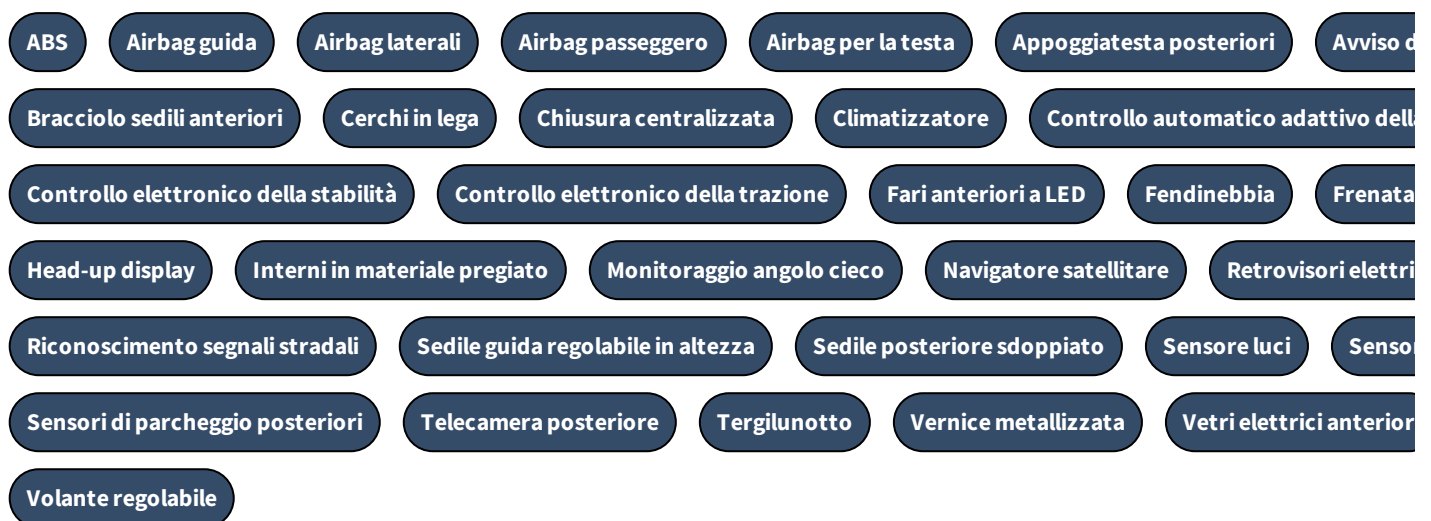 ABS Airbag guida Airbag laterali Airbag passeggero Airbag per la testa Appoggiatesta posteriori Avviso
Bracciolo sedili anteriori Cerchi in lega Chiusura centralizzata Climatizzatore Controllo automatico adattivo
Controllo elettronico della stabilità Controllo elettronico della trazione Fari anteriori a LED Fendinebbia Frenata
Head-up display Interni in materiale pregiato Monitoraggio angolo cieco Navigatore satellitare Retrovisori
Riconoscimento segnali stradali Sedile guida regolabile in altezza Sedile posteriore sdoppiato Sensore luci
Sensori di parcheggio posteriori Telecamera posteriore Tergilunotto Vernice metallizzata Vetri elettrici
Volante regolabile